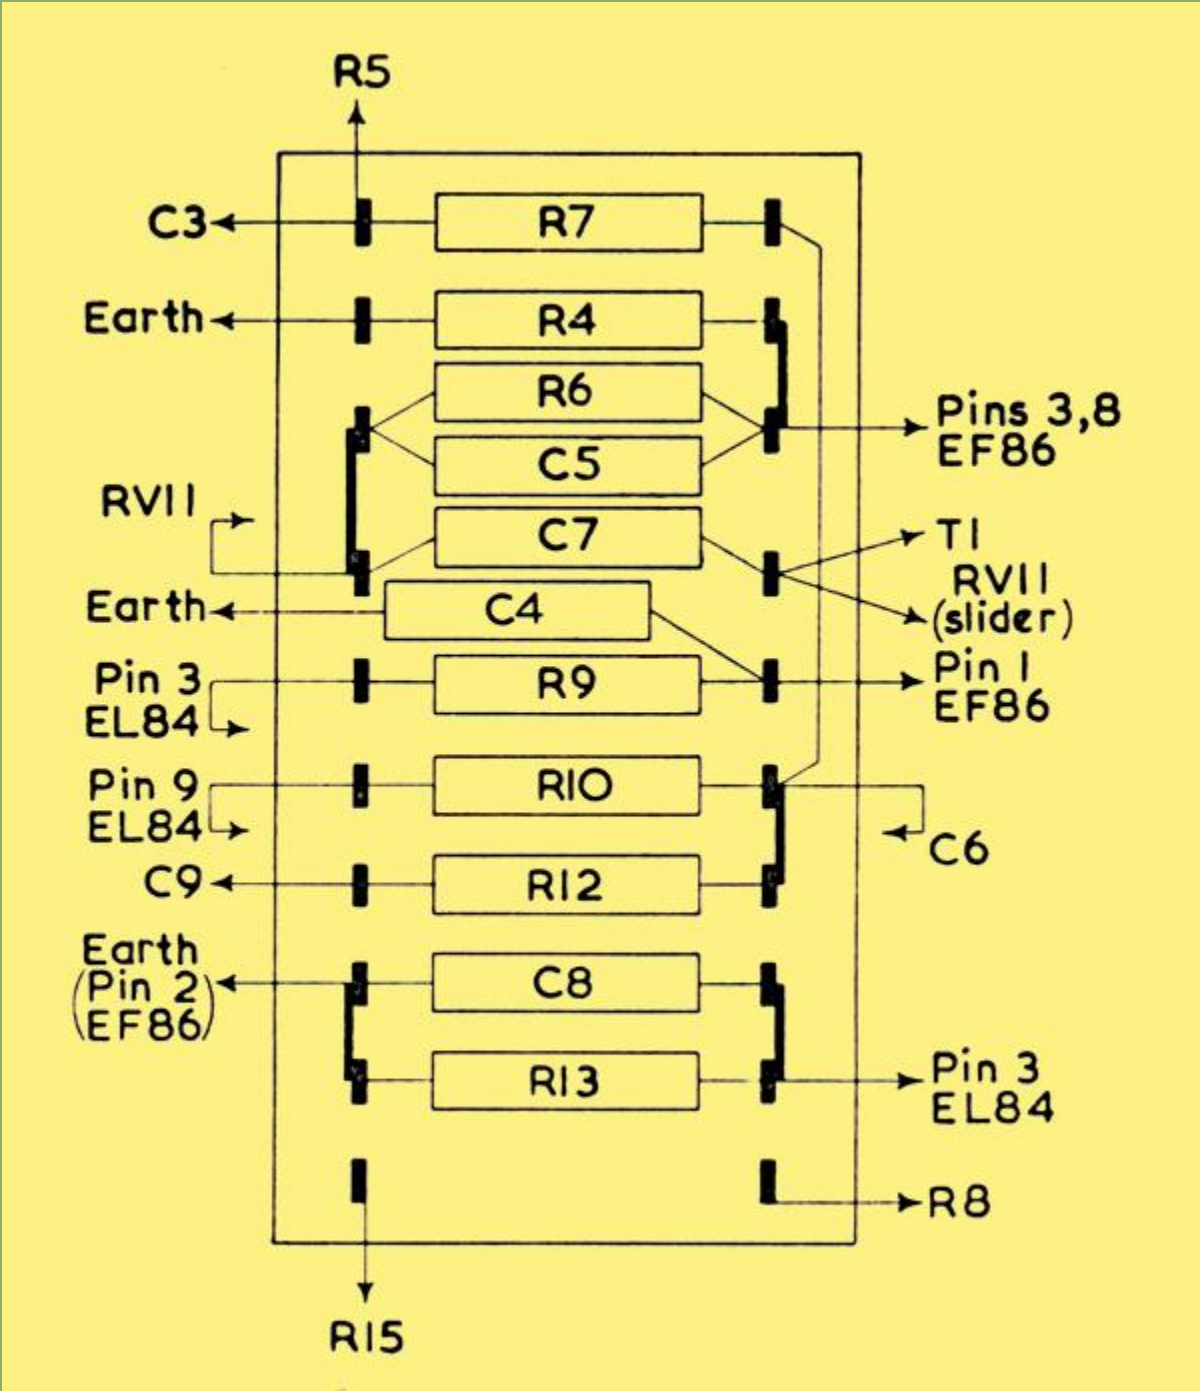 R5
C3
R7
Earth
R4
R6
Pins 3,8
EF86
C5
RV11
C7
T1
RV11
(slider)
Earth
C4
Pin 3
EL84
R9
Pin 1
EF86
Pin 9
EL84
R10
C6
C9
R12
Earth
(Pin 2)
(EF86)
C8
R13
Pin 3
EL84
R8
R15